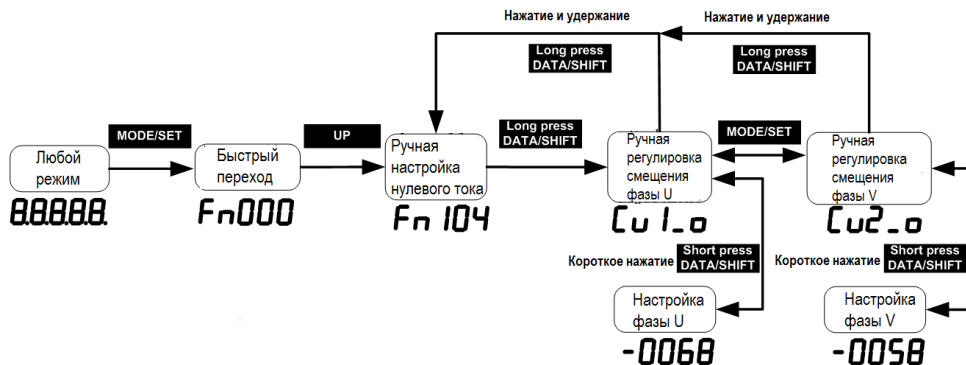 Нажатие и удержание
Нажатие и удержание
Long press
DATA/SHIFT
Long press
DATA/SHIFT
MODE/SET
UP
Long press
DATA/SHIFT
MODE/SET
Любой
режим
Быстрый
переход
Ручная
настройка
нулевого тока
Ручная
регулировка
смещения
фазы U
Ручная
регулировка
смещения
фазы V
8.8.8.8.8.
Fn000
Fn104
Cu1_o
Cu2_o
Короткое нажатие
Short press
DATA/SHIFT
Короткое нажатие
Short press
DATA/SHIFT
Настройка
фазы U
Настройка
фазы V
-0068
-0058